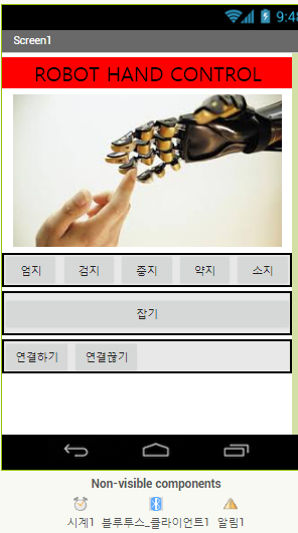 9:48
Screen1
ROBOT HAND CONTROL
엄지 검지 중지 약지 소지
잡기
연결하기 연결끊기
Non-visible components
시계1 블루투스_클라이언트1 알림1